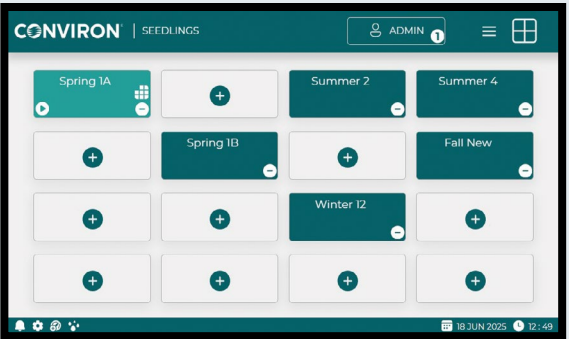 CONVIRON® | SEEDLINGS
ADMIN 1
Spring 1A
Summer 2
Summer 4
Spring 1B
Fall New
Winter 12
18 JUN 2025 12:49